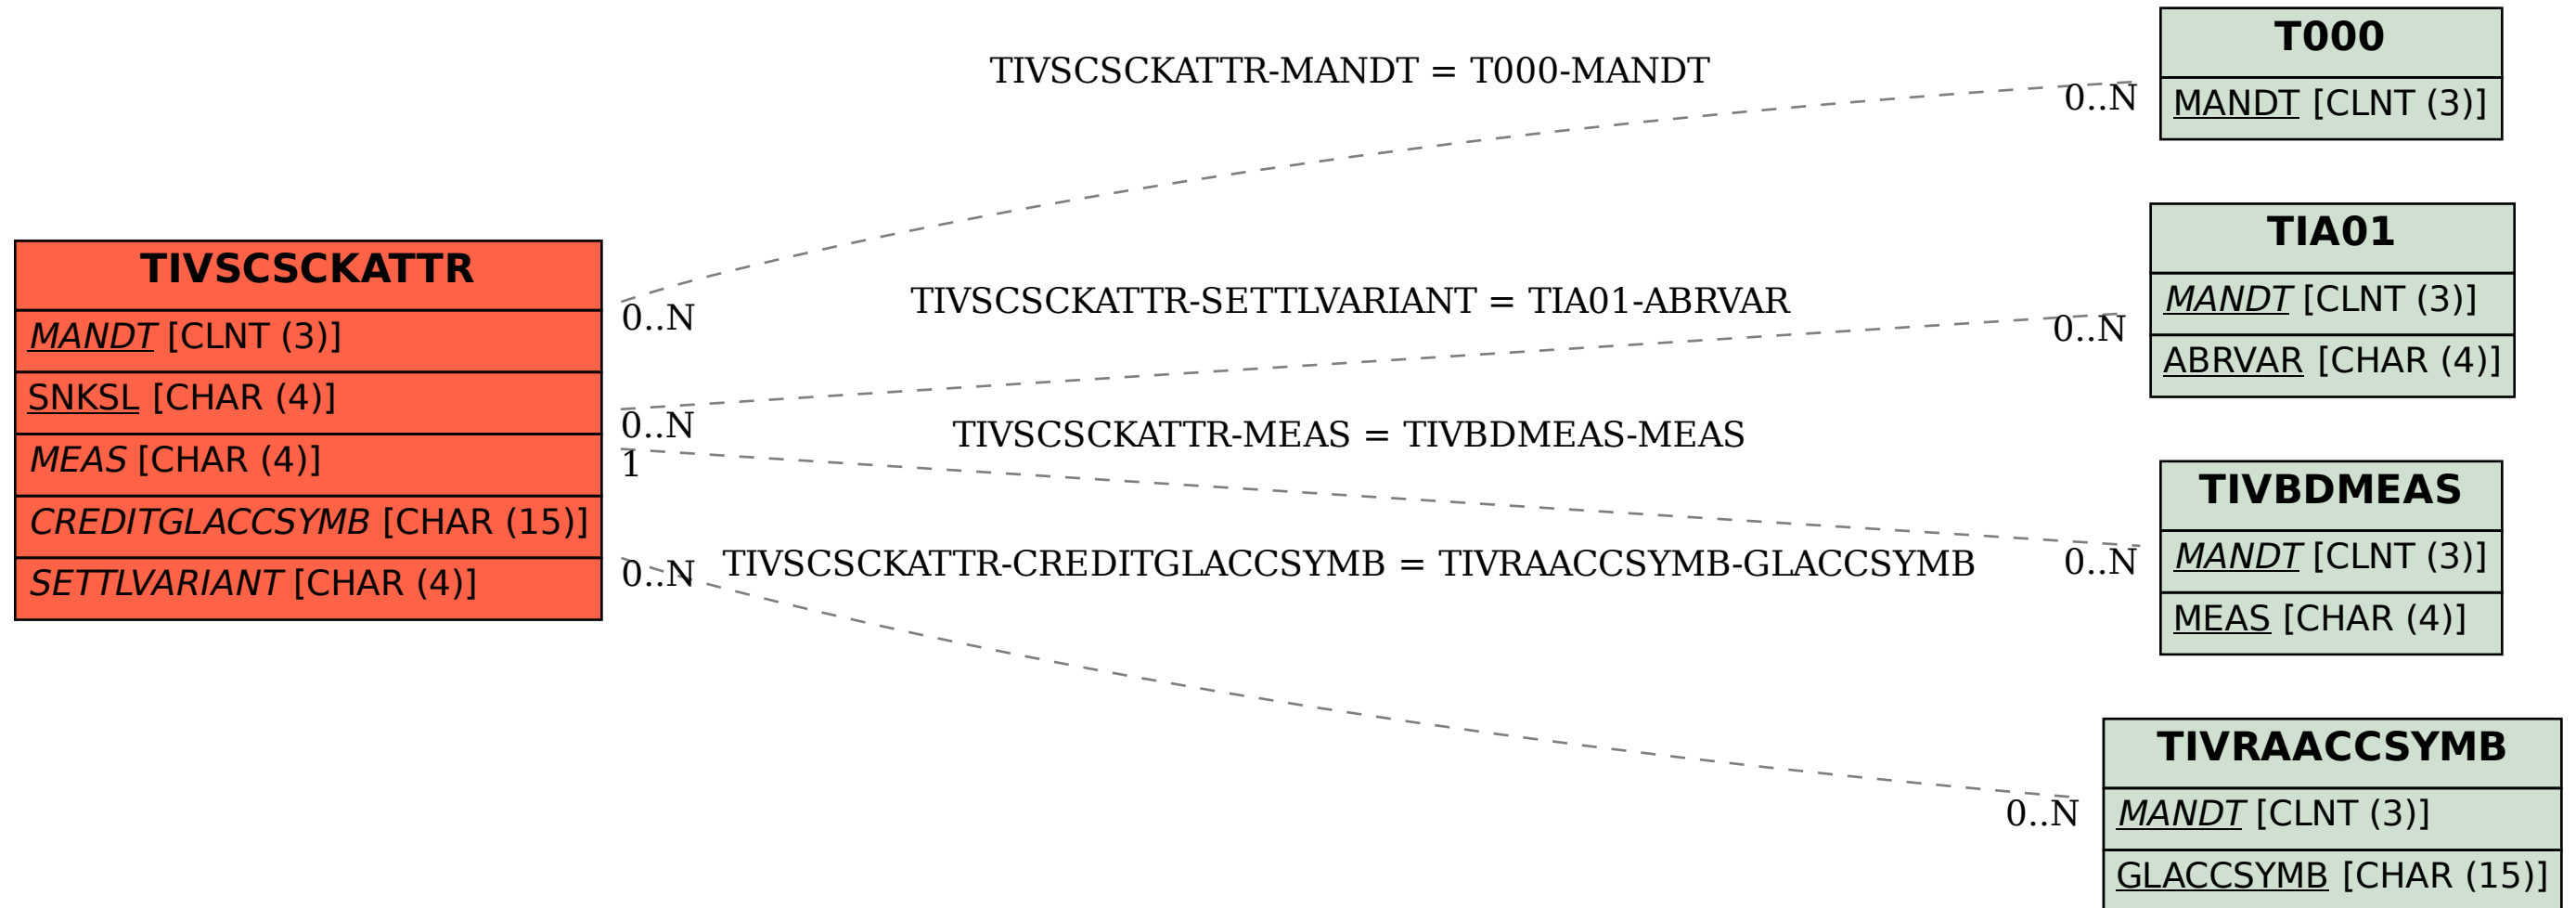 TIVSCSCKATTR
MANDT [CLNT (3)]
SNKSL [CHAR (4)]
MEAS [CHAR (4)]
CREDITGLACCSYMB [CHAR (15)]
SETTLVARIANT [CHAR (4)]
TIVSCSCKATTR-MANDT = T000-MANDT
0..N
0..N
TIVSCSCKATTR-SETTLVARIANT = TIA01-ABRVAR
0..N
0..N
TIVSCSCKATTR-MEAS = TIVBDMEAS-MEAS
1
0..N
TIVSCSCKATTR-CREDITGLACCSYMB = TIVRAACCSYMB-GLACCSYMB
0..N
0..N
T000
MANDT [CLNT (3)]
TIA01
MANDT [CLNT (3)]
ABRVAR [CHAR (4)]
TIVBDMEAS
MANDT [CLNT (3)]
MEAS [CHAR (4)]
TIVRAACCSYMB
MANDT [CLNT (3)]
GLACCSYMB [CHAR (15)]